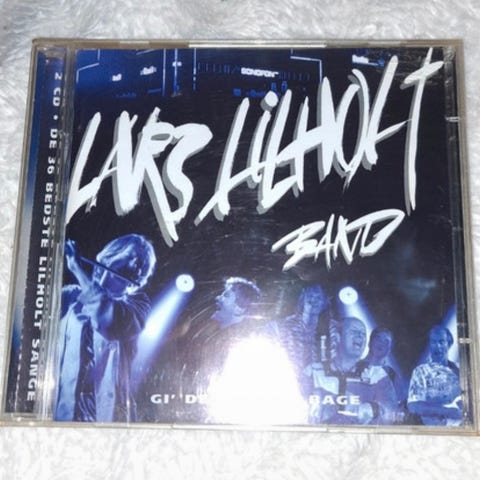 SONOFON
LARS LILHOLT
BAND
GI' DE BAGE
2 CD • DE 36 BEDSTE LILHOLT SANGE